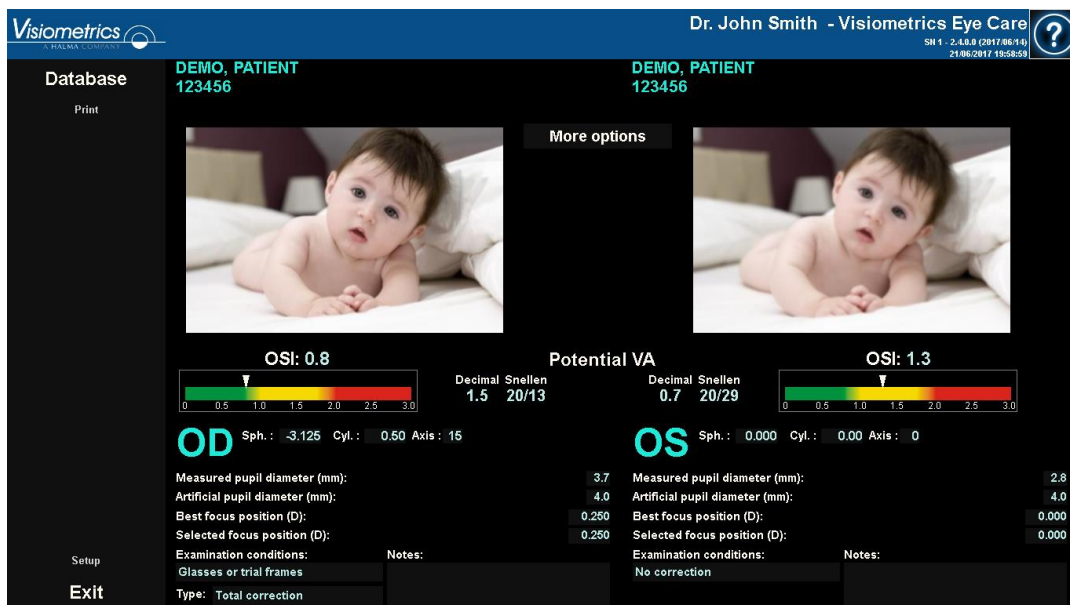 Visiometrics
A HALMA COMPANY
Dr. John Smith - Visiometrics Eye Care
SN 1 - 2.4.0.0 (2017/06/14)
21/06/2017 19:58:59
?
Database
Print
DEMO, PATIENT
123456
DEMO, PATIENT
123456
More options
OSI: 0.8
Potential VA
OSI: 1.3
Decimal Snellen
1.5 20/13
Decimal Snellen
0.7 20/29
0 0.5 1.0 1.5 2.0 2.5 3.0
0 0.5 1.0 1.5 2.0 2.5 3.0
OD Sph.: -3.125 Cyl.: 0.50 Axis: 15
OS Sph.: 0.000 Cyl.: 0.00 Axis: 0
Measured pupil diameter (mm): 3.7
Artificial pupil diameter (mm): 4.0
Best focus position (D): 0.250
Selected focus position (D): 0.250
Examination conditions: Notes:
Glasses or trial frames
Type: Total correction
Measured pupil diameter (mm): 2.8
Artificial pupil diameter (mm): 4.0
Best focus position (D): 0.000
Selected focus position (D): 0.000
Examination conditions: Notes:
No correction
Setup
Exit